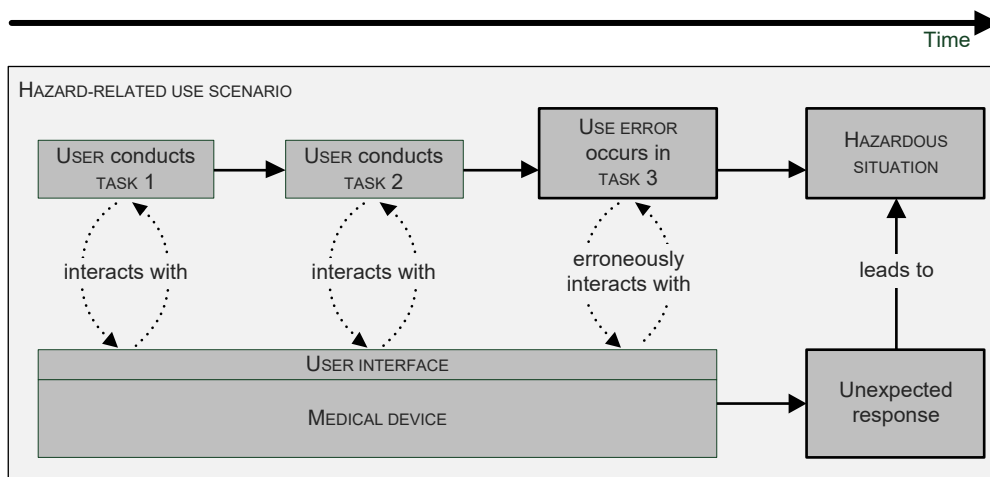 Time
HAZARD-RELATED USE SCENARIO
USER conducts
TASK 1
USER conducts
TASK 2
USE ERROR
occurs in
TASK 3
HAZARDOUS
SITUATION
interacts with
interacts with
erroneously
interacts with
leads to
USER INTERFACE
MEDICAL DEVICE
Unexpected
response